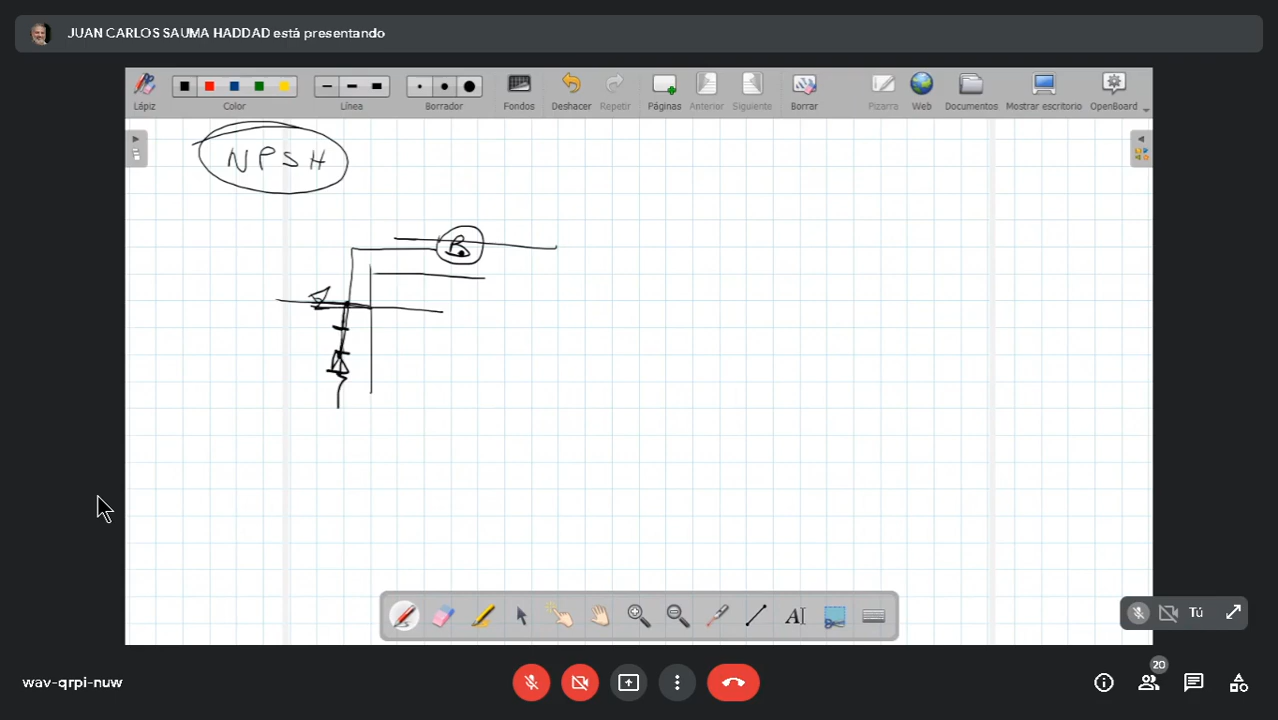 JUAN CARLOS SAUMA HADDAD está presentando
Lápiz
Color
Línea
Borrador
Fondos
Deshacer
Repetir
Páginas
Anterior
Siguiente
Borrar
Pizarra
Web
Documentos
Mostrar escritorio
OpenBoard
NPSH
B
Tú
wav-qrpi-nuw
20